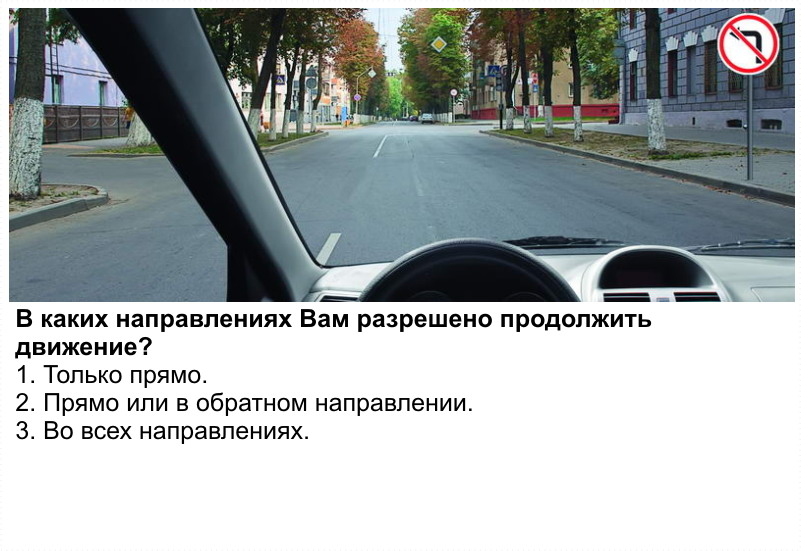 В каких направлениях Вам разрешено продолжить
движение?
1. Только прямо.
2. Прямо или в обратном направлении.
3. Во всех направлениях.